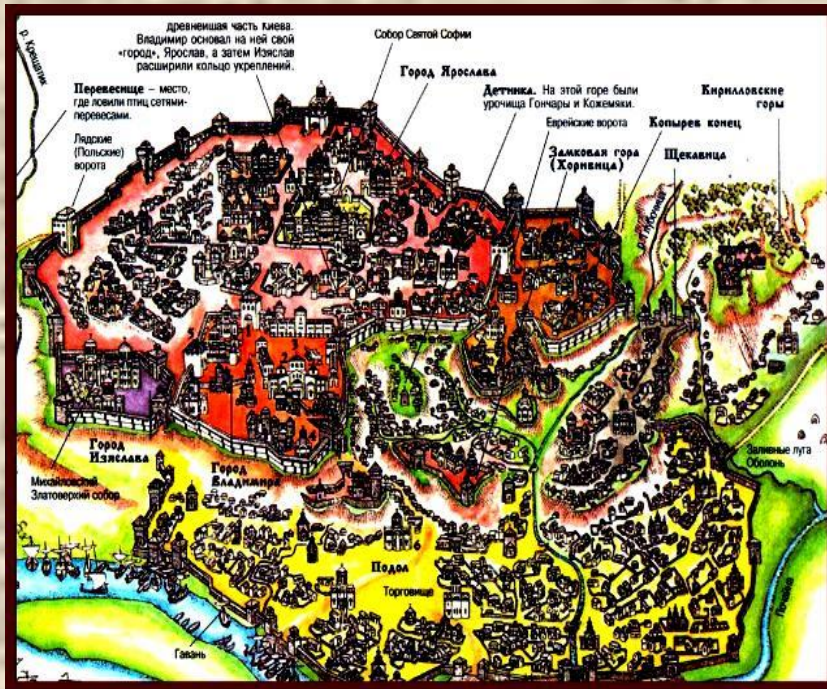 древнейшая часть Киева.
Владимир основал на ней свой
«город», Ярослав, а затем Изяслав
расширили кольцо укреплений.
Собор Святой Софии
Город Ярослава
р. Крещатик
Перевесище – место,
где ловили птиц сетями-
перевесами.
Лядские
(Польские)
ворота
Детинка. На этой горе были
урочища Гончары и Кожемяки.
Еврейские ворота
Замковая гора
(Хоривица)
Копырев конец
Щекавица
Кирилловские
горы
Город
Изяслава
Михайловский
Златоверхий собор
Город
Владимира
Заливные луга
Оболонь
Почайна
6
Подол
Торговище
Гавань